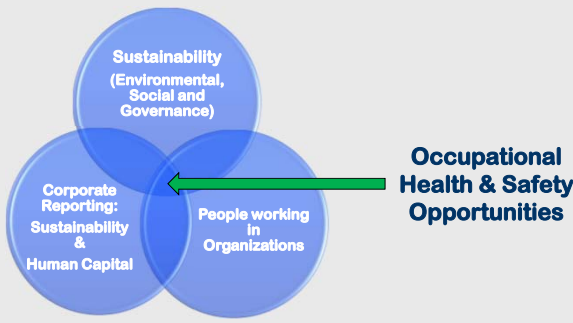 Sustainability
(Environmental,
Social and
Governance)
Corporate
Reporting:
Sustainability
&
Human Capital
People working
in
Organizations
Occupational
Health & Safety
Opportunities